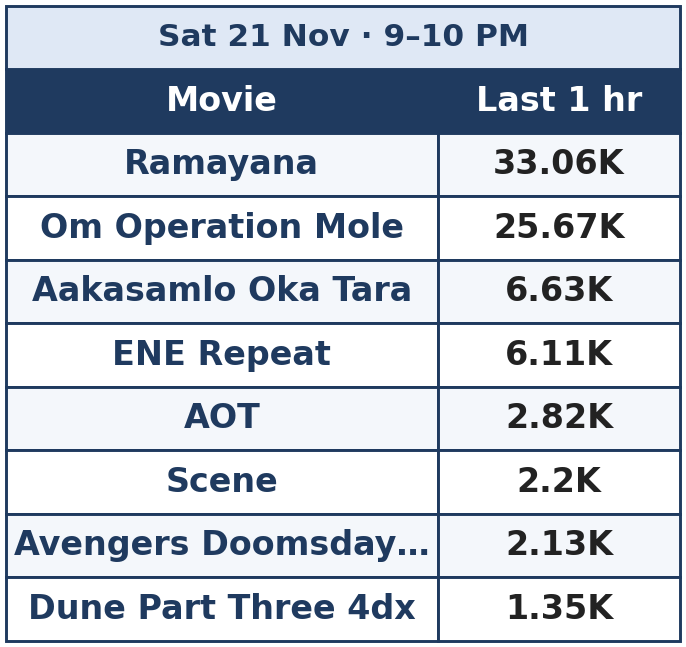 Sat 21 Nov · 9–10 PM
Movie Last 1 hr
Ramayana 33.06K
Om Operation Mole 25.67K
Aakasamlo Oka Tara 6.63K
ENE Repeat 6.11K
AOT 2.82K
Scene 2.2K
Avengers Doomsday... 2.13K
Dune Part Three 4dx 1.35K